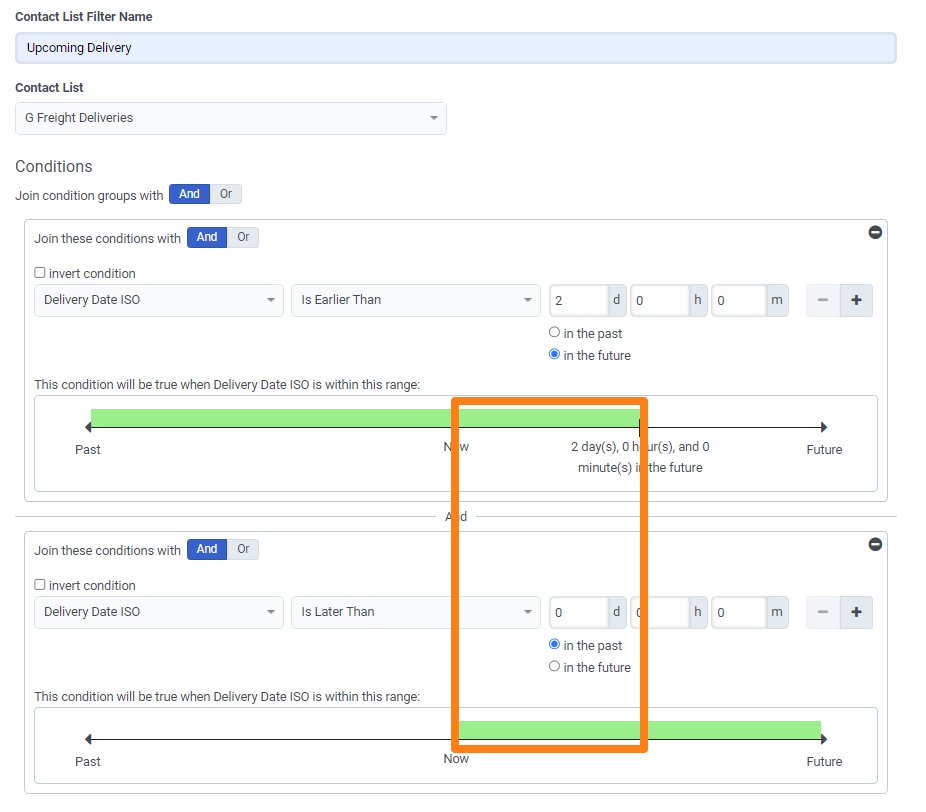 Contact List Filter Name
Upcoming Delivery
Contact List
G Freight Deliveries
Conditions
Join condition groups with And Or
Join these conditions with And Or
invert condition
Delivery Date ISO Is Earlier Than 2 d 0 h 0 m
in the past
in the future
This condition will be true when Delivery Date ISO is within this range:
Past Now 2 day(s), 0 hour(s), and 0 Future
minute(s) in the future
And
Join these conditions with And Or
invert condition
Delivery Date ISO Is Later Than 0 d 0 h 0 m
in the past
in the future
This condition will be true when Delivery Date ISO is within this range:
Past Now Future